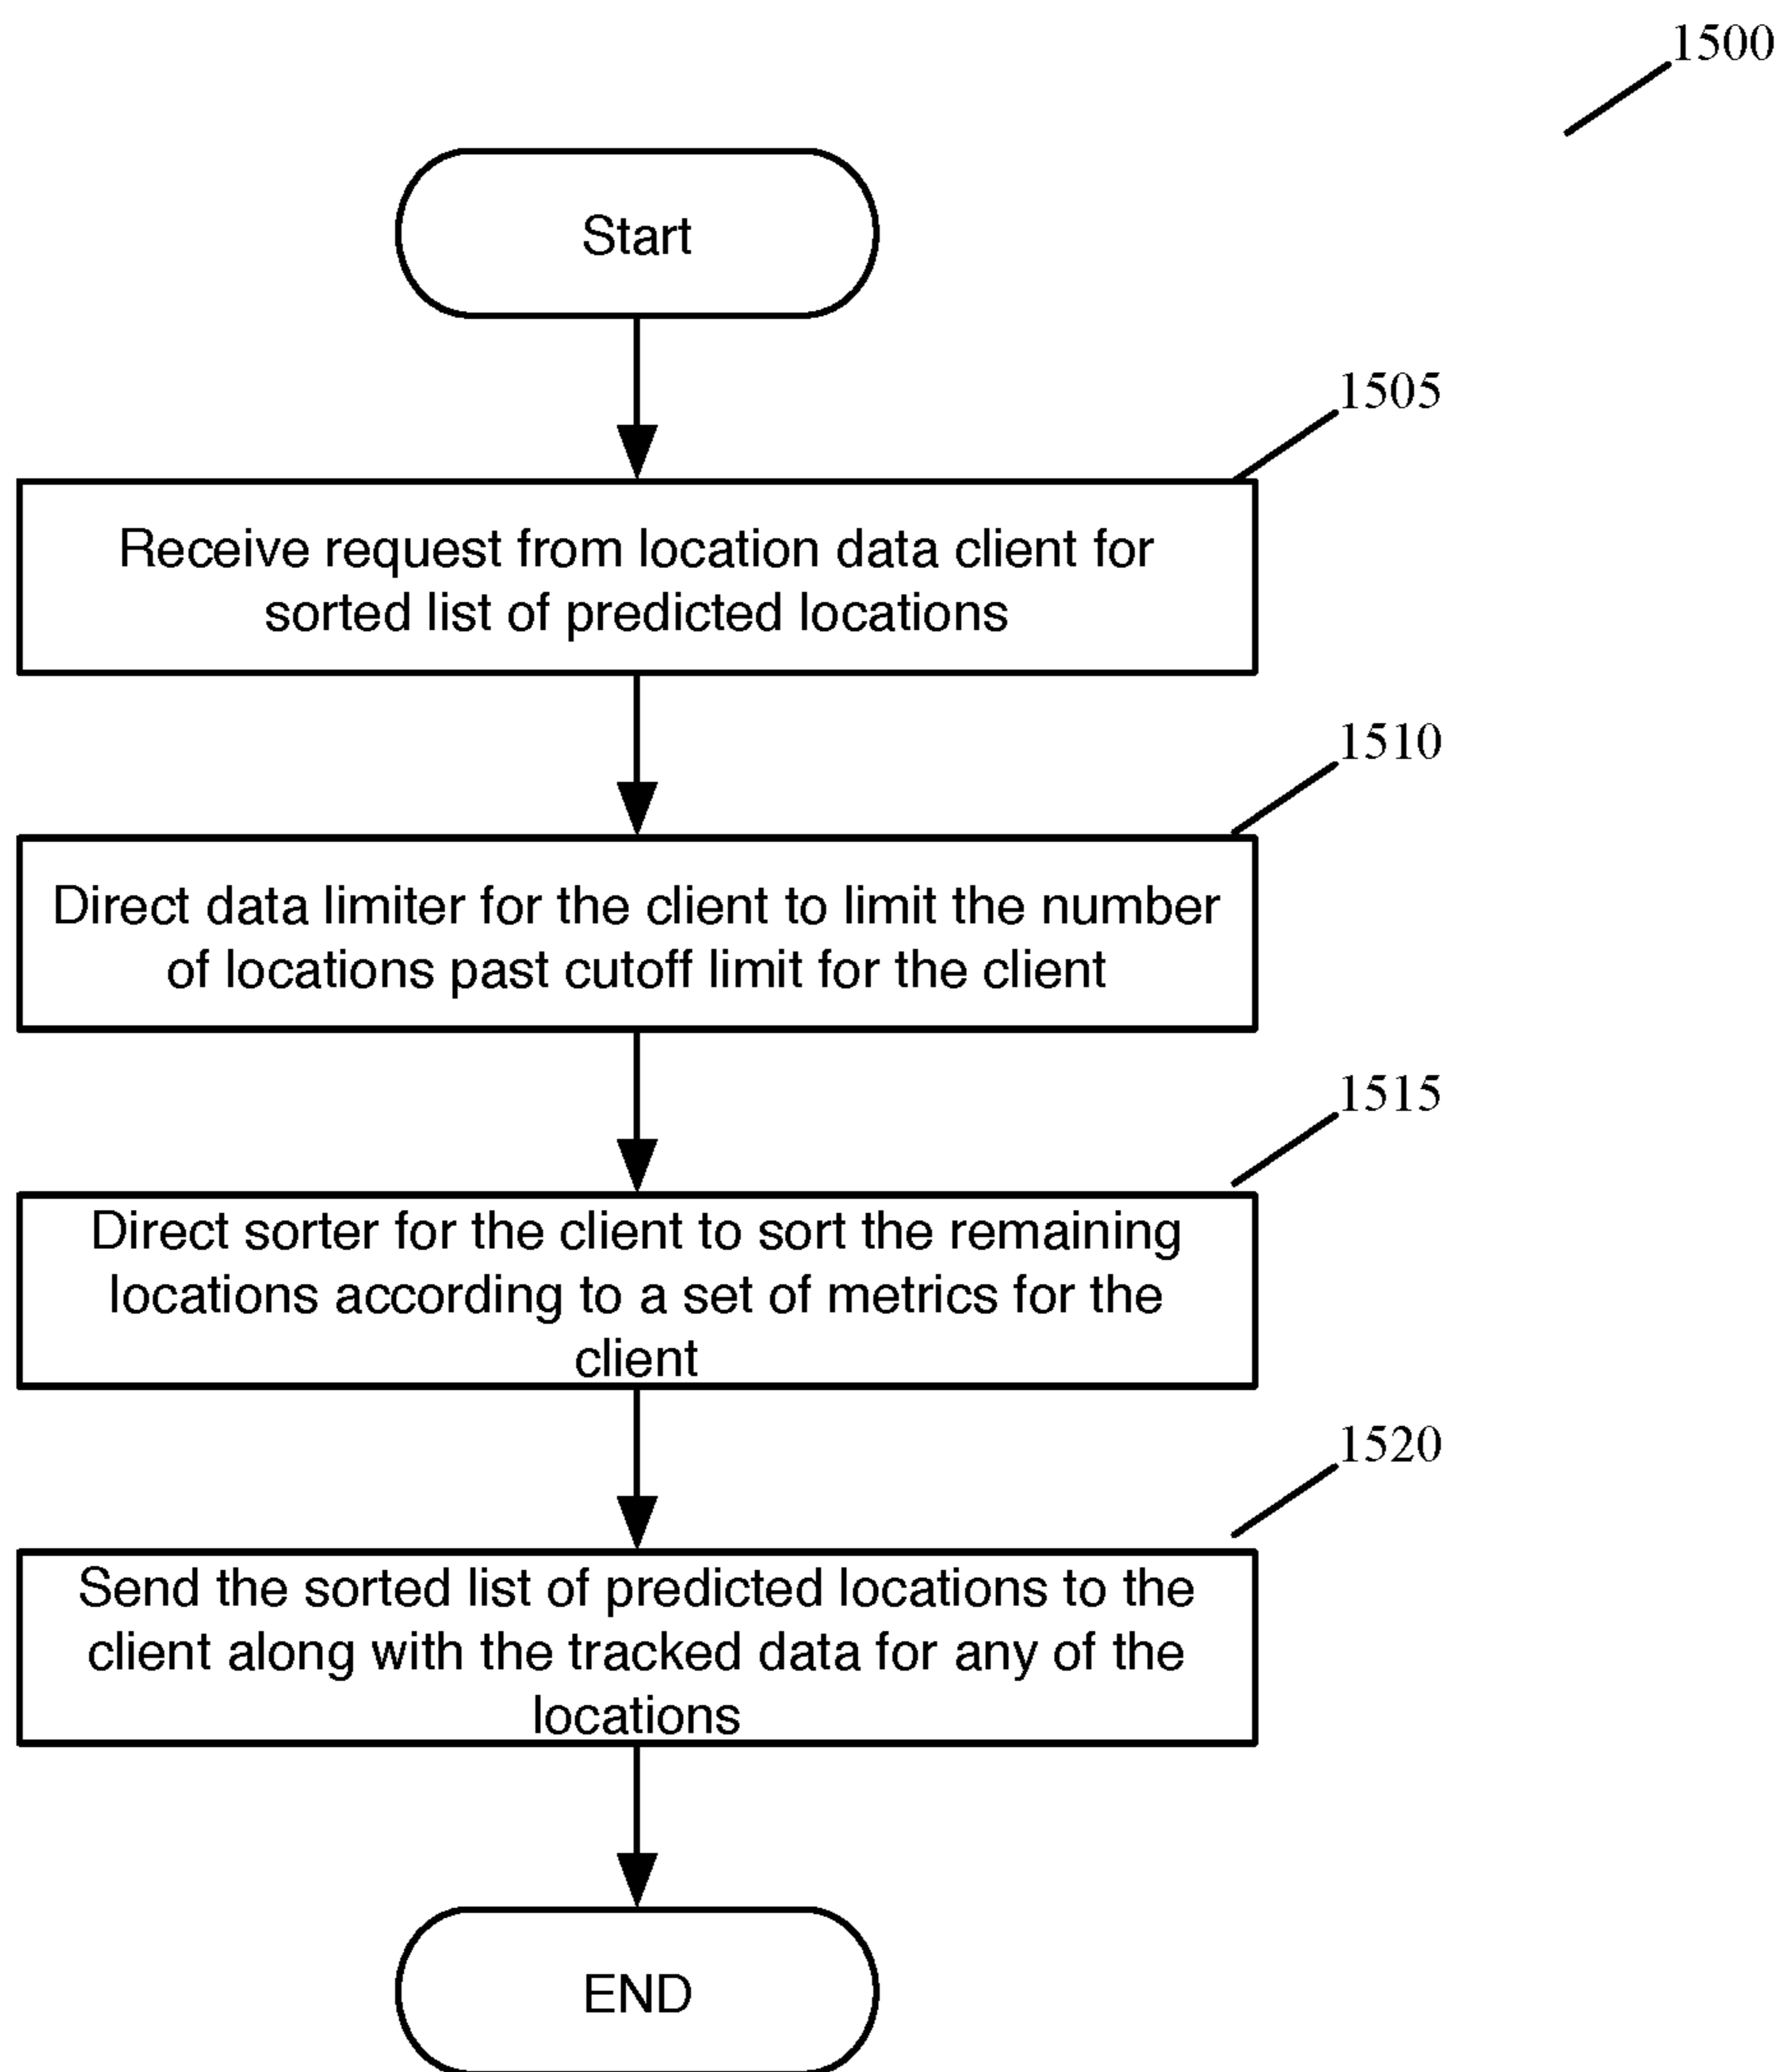 1500
Start
1505
Receive request from location data client for
sorted list of predicted locations
1510
Direct data limiter for the client to limit the number
of locations past cutoff limit for the client
1515
Direct sorter for the client to sort the remaining
locations according to a set of metrics for the
client
1520
Send the sorted list of predicted locations to the
client along with the tracked data for any of the
locations
END